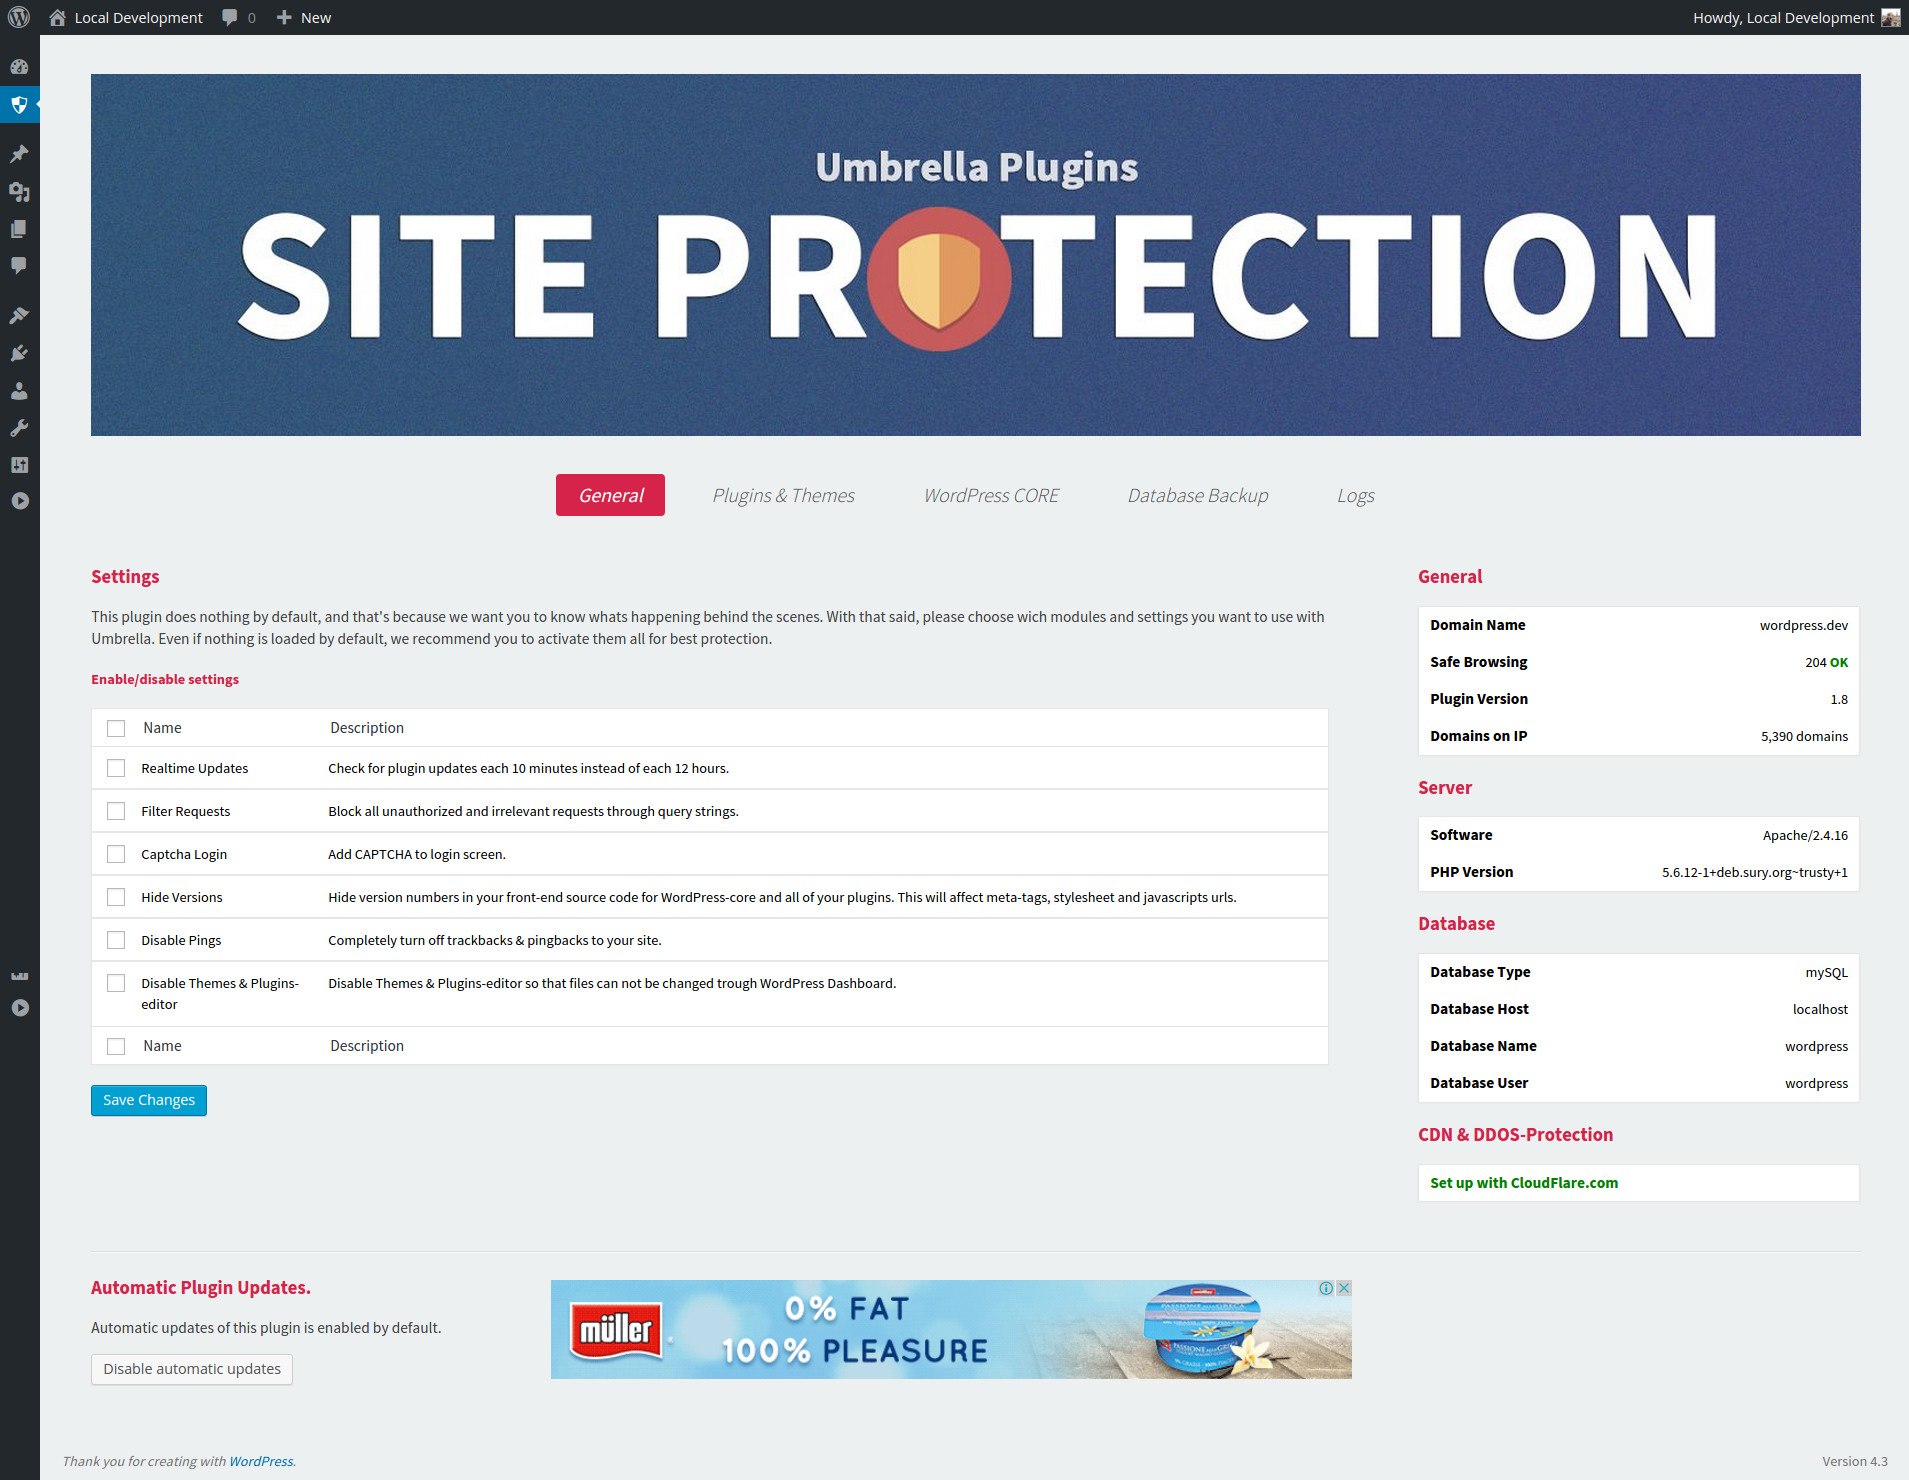 Local Development
0
New
Howdy, Local Development
Umbrella Plugins
SITE PROTECTION
General
Plugins & Themes
WordPress CORE
Database Backup
Logs
Settings
This plugin does nothing by default, and that's because we want you to know whats happening behind the scenes. With that said, please choose wich modules and settings you want to use with
Umbrella. Even if nothing is loaded by default, we recommend you to activate them all for best protection.
Enable/disable settings
Name Description
Realtime Updates Check for plugin updates each 10 minutes instead of each 12 hours.
Filter Requests Block all unauthorized and irrelevant requests through query strings.
Captcha Login Add CAPTCHA to login screen.
Hide Versions Hide version numbers in your front-end source code for WordPress-core and all of your plugins. This will affect meta-tags, stylesheet and javascripts urls.
Disable Pings Completely turn off trackbacks & pingbacks to your site.
Disable Themes & Plugins- Disable Themes & Plugins-editor so that files can not be changed trough WordPress Dashboard.
editor
Name Description
Save Changes
General
Domain Name wordpress.dev
Safe Browsing 204 OK
Plugin Version 1.8
Domains on IP 5,390 domains
Server
Software Apache/2.4.16
PHP Version 5.6.12-1+deb.sury.org~trusty+1
Database
Database Type mySQL
Database Host localhost
Database Name wordpress
Database User wordpress
CDN & DDOS-Protection
Set up with CloudFlare.com
Automatic Plugin Updates.
Automatic updates of this plugin is enabled by default.
Disable automatic updates
müller
0% FAT
100% PLEASURE
Thank you for creating with WordPress.
Version 4.3